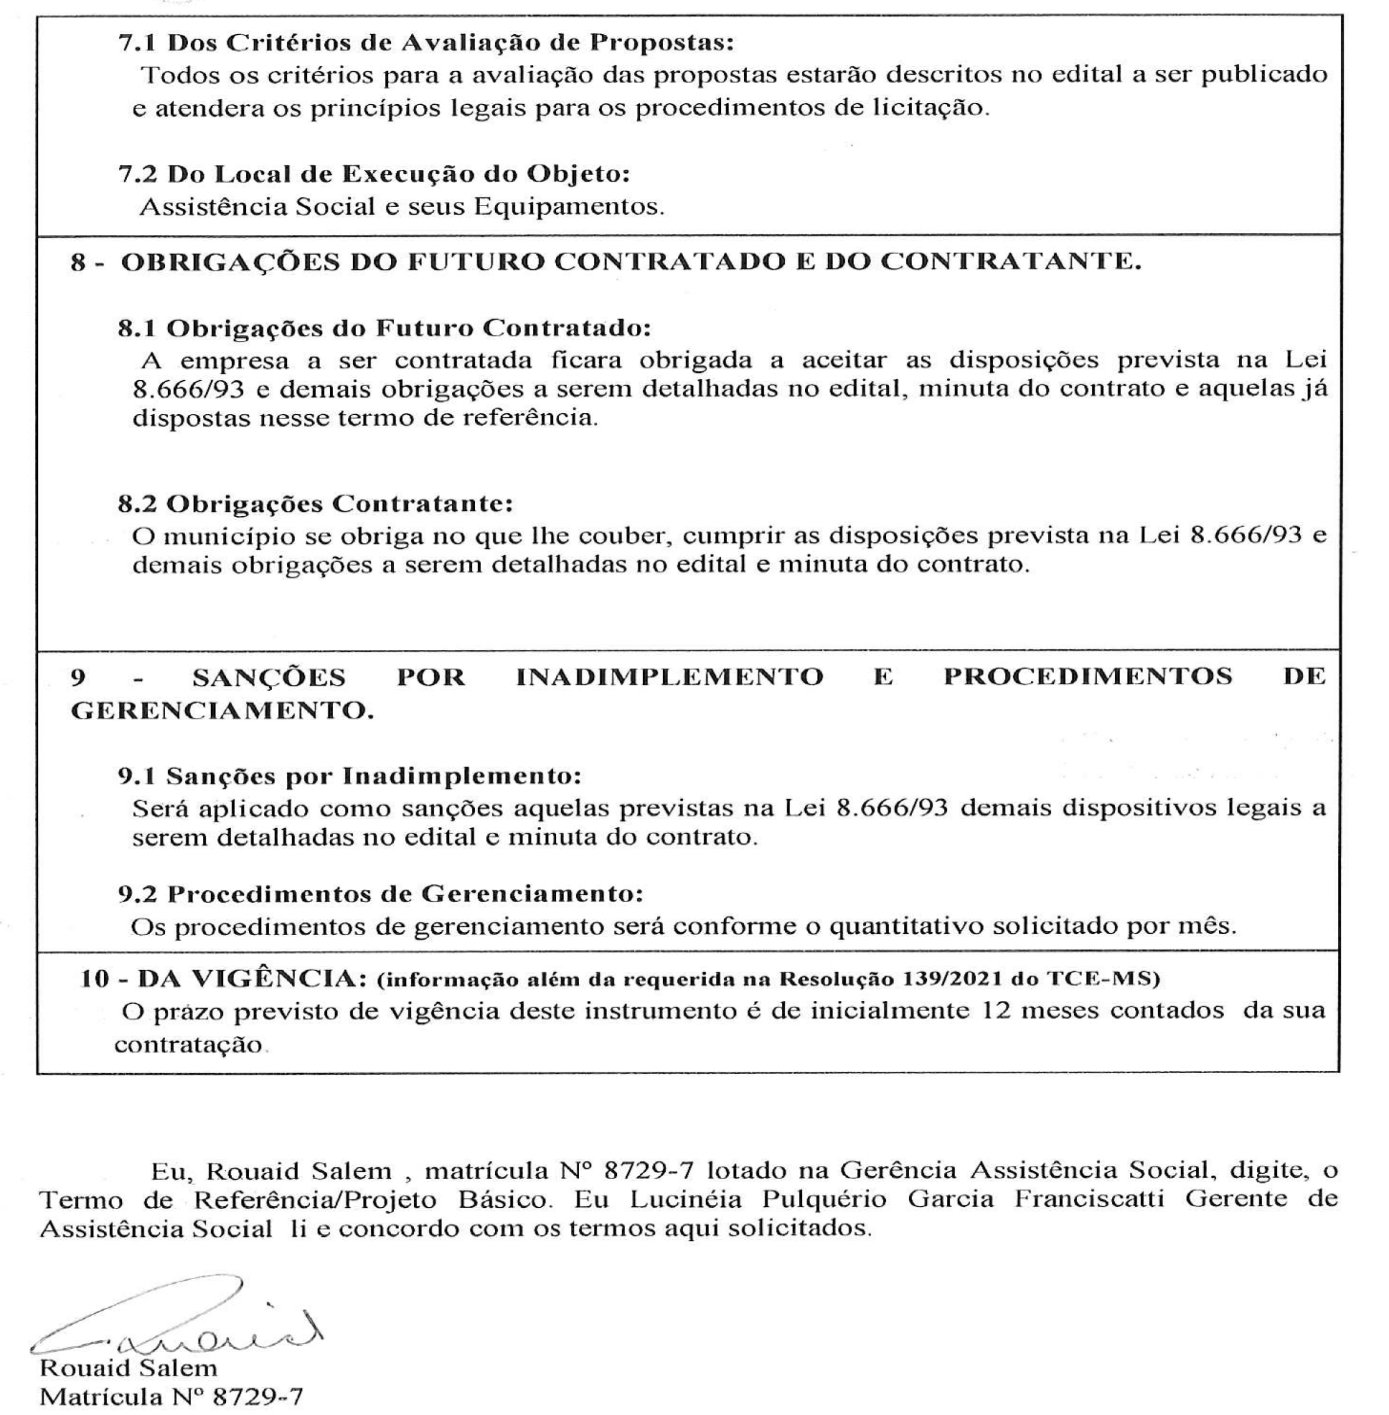 7.1 Dos Critérios de Avaliação de Propostas:
Todos os critérios para a avaliação das propostas estarão descritos no edital a ser publicado
e atendera os princípios legais para os procedimentos de licitação.
7.2 Do Local de Execução do Objeto:
Assistência Social e seus Equipamentos.
8 - OBRIGAÇÕES DO FUTURO CONTRATADO E DO CONTRATANTE.
8.1 Obrigações do Futuro Contratado:
A empresa a ser contratada ficara obrigada a aceitar as disposições prevista na Lei
8.666/93 e demais obrigações a serem detalhadas no edital, minuta do contrato e aquelas já
dispostas nesse termo de referência.
8.2 Obrigações Contratante:
O município se obriga no que lhe couber, cumprir as disposições prevista na Lei 8.666/93 e
demais obrigações a serem detalhadas no edital e minuta do contrato.
9 - SANÇÕES POR INADIMPLEMENTO E PROCEDIMENTOS DE
GERENCIAMENTO.
9.1 Sanções por Inadimplemento:
Será aplicado como sanções aquelas previstas na Lei 8.666/93 demais dispositivos legais a
serem detalhadas no edital e minuta do contrato.
9.2 Procedimentos de Gerenciamento:
Os procedimentos de gerenciamento será conforme o quantitativo solicitado por mês.
10 - DA VIGÊNCIA: (informação além da requerida na Resolução 139/2021 do TCE-MS)
O prazo previsto de vigência deste instrumento é de inicialmente 12 meses contados da sua
contratação.
Eu, Rouaid Salem , matrícula Nº 8729-7 lotado na Gerência Assistência Social, digite, o
Termo de Referência/Projeto Básico. Eu Lucinéia Pulquério Garcia Franciscatti Gerente de
Assistência Social li e concordo com os termos aqui solicitados.
Rouaid
Rouaid Salem
Matrícula Nº 8729-7